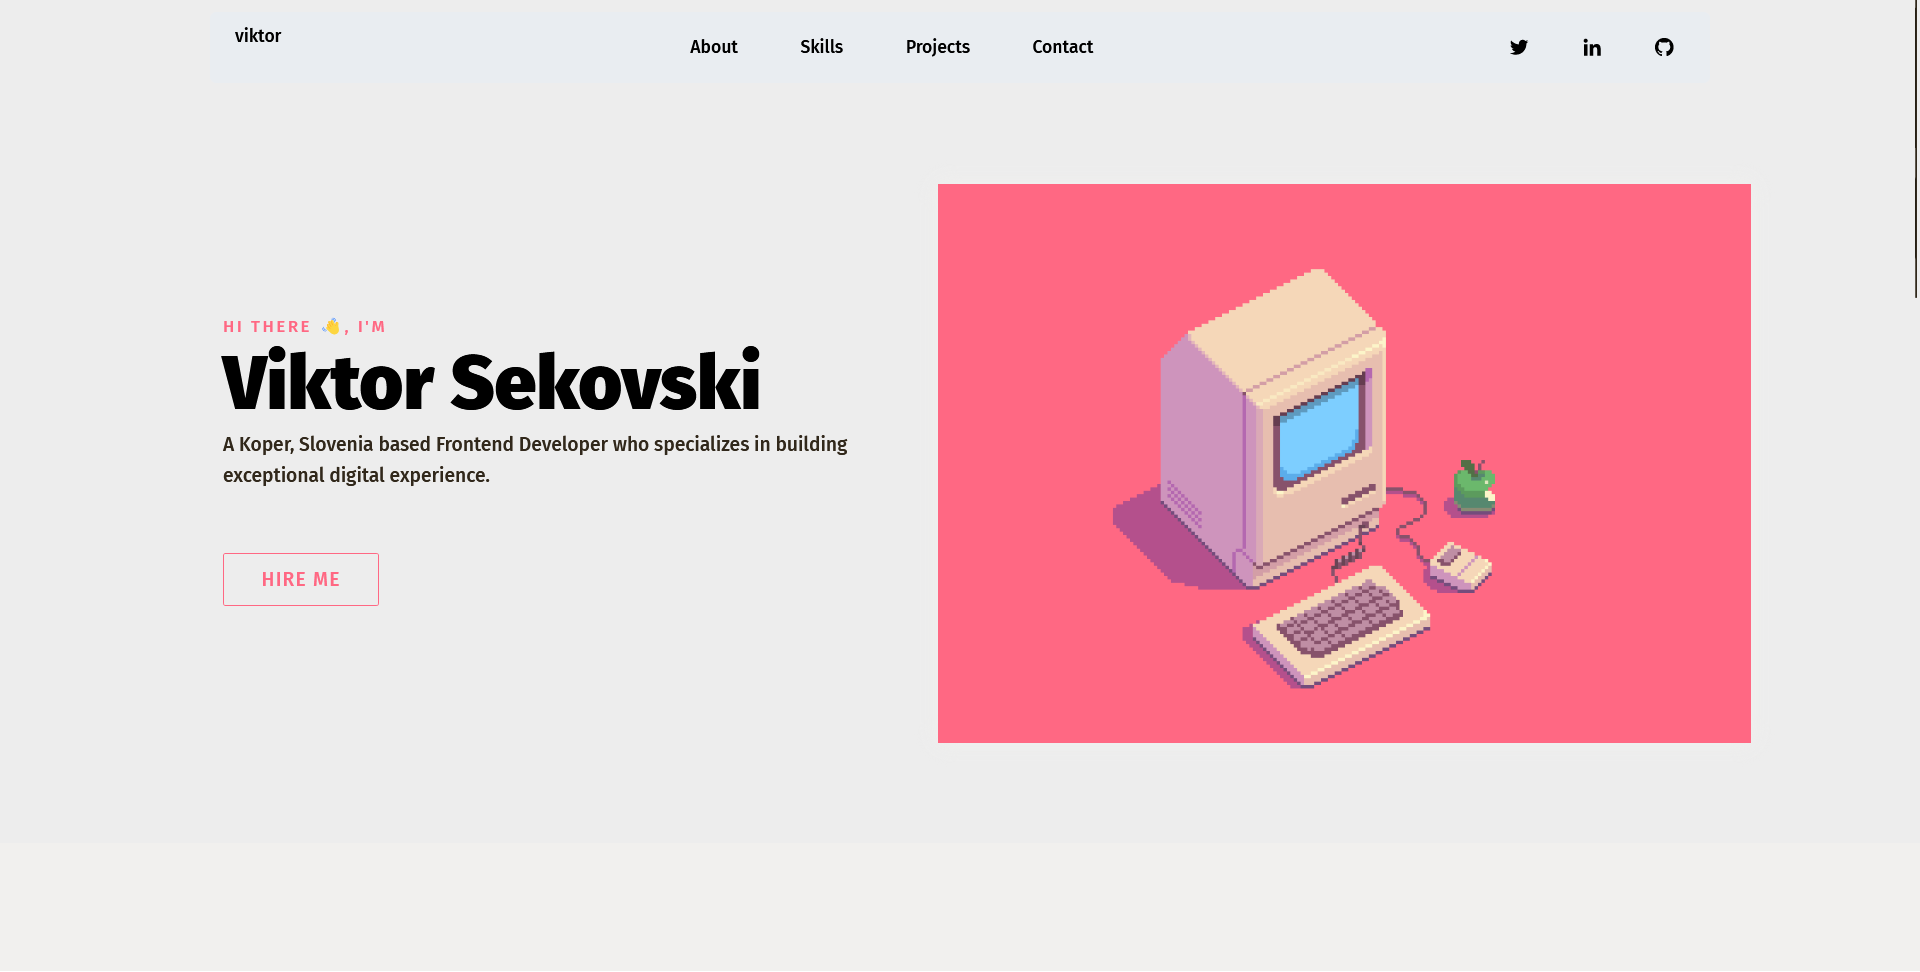 viktor
About
Skills
Projects
Contact
HI THERE 👋, I'M
Viktor Sekovski
A Koper, Slovenia based Frontend Developer who specializes in building
exceptional digital experience.
HIRE ME